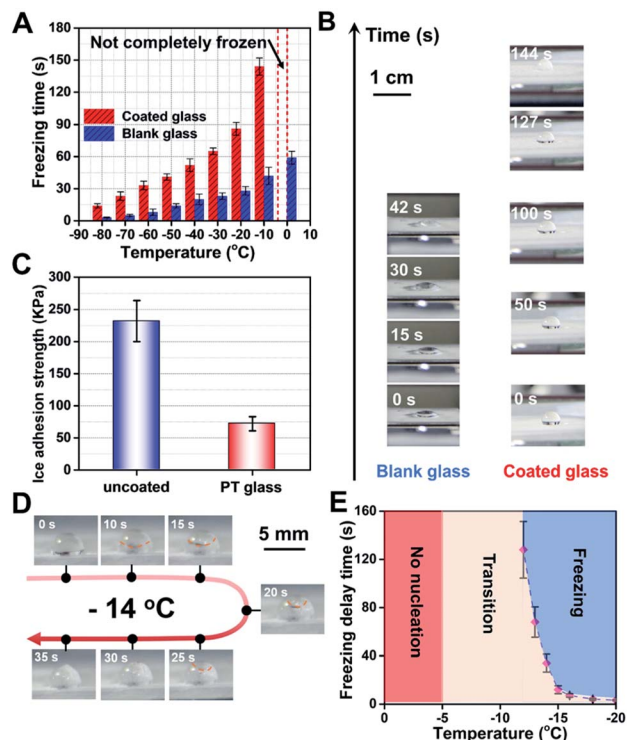 A
180
150
120
90
60
30
0
Freezing time (s)
Not completely frozen
Coated glass
Blank glass
-90 -80 -70 -60 -50 -40 -30 -20 -10 0 10
Temperature (°C)
B
Time (s)
1 cm
144 s
127 s
100 s
50 s
0 s
42 s
30 s
15 s
0 s
Blank glass
Coated glass
C
300
250
200
150
100
50
0
Ice adhesion strength (KPa)
uncoated
PT glass
D
0 s
10 s
15 s
5 mm
20 s
- 14 °C
35 s
30 s
25 s
E
160
120
80
40
0
Freezing delay time (s)
No nucleation
Transition
Freezing
0 -5 -12 -16 -20
Temperature (°C)